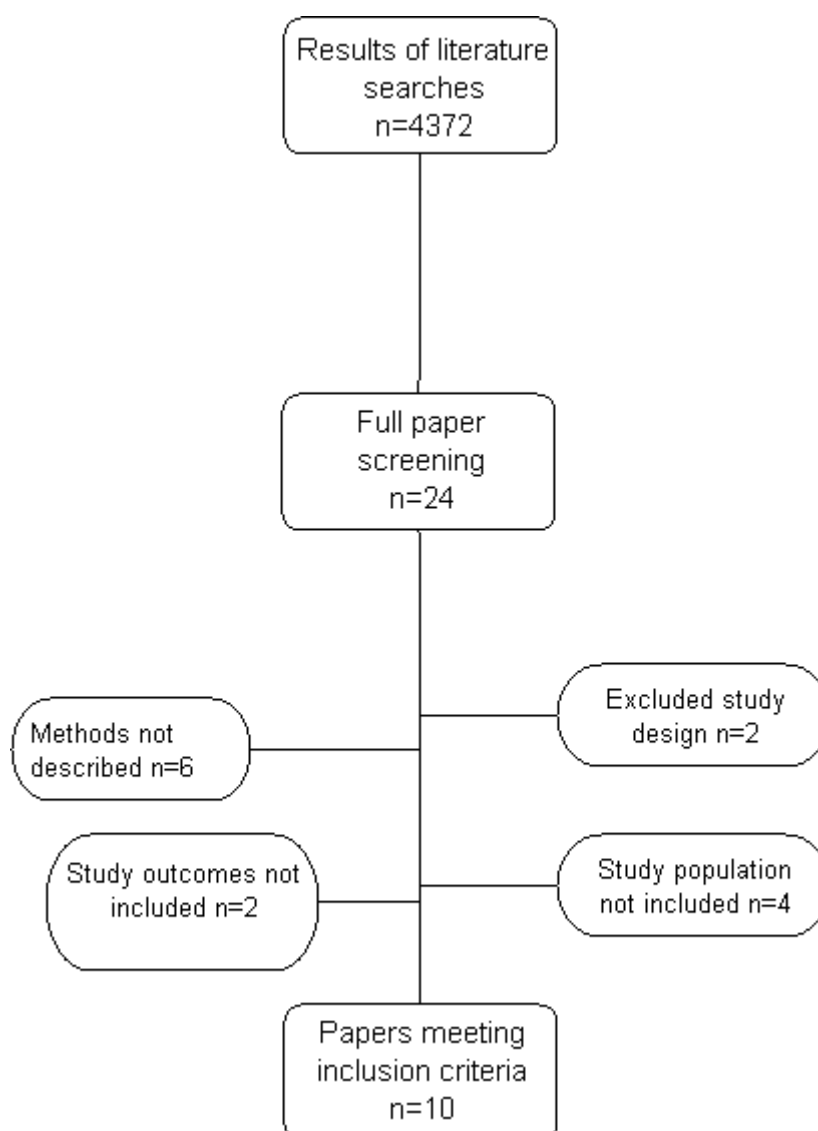 Results of literature
searches
n=4372
Full paper
screening
n=24
Excluded study
design n=2
Methods not
described n=6
Study population
not included n=4
Study outcomes not
included n=2
Papers meeting
inclusion criteria
n=10